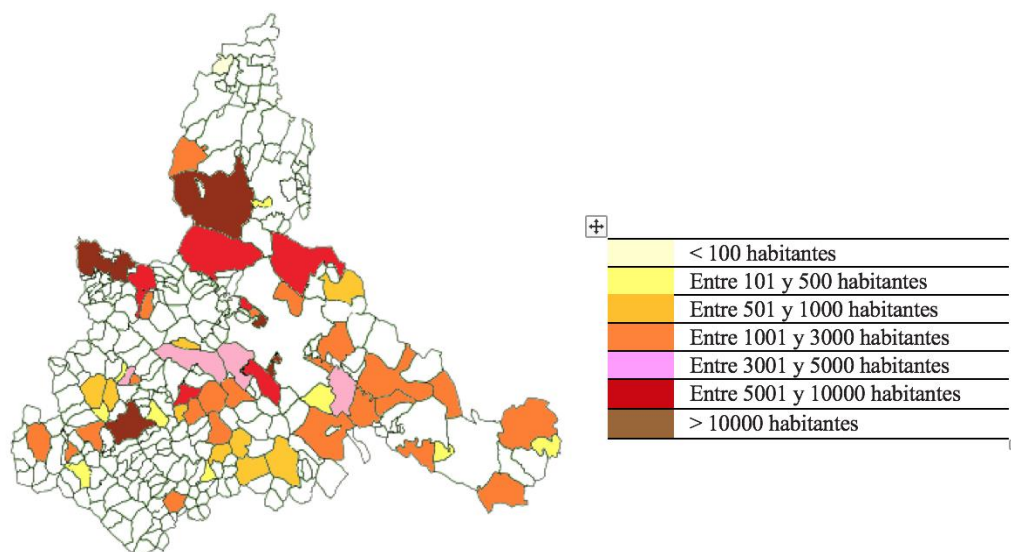 < 100 habitantes
Entre 101 y 500 habitantes
Entre 501 y 1000 habitantes
Entre 1001 y 3000 habitantes
Entre 3001 y 5000 habitantes
Entre 5001 y 10000 habitantes
> 10000 habitantes